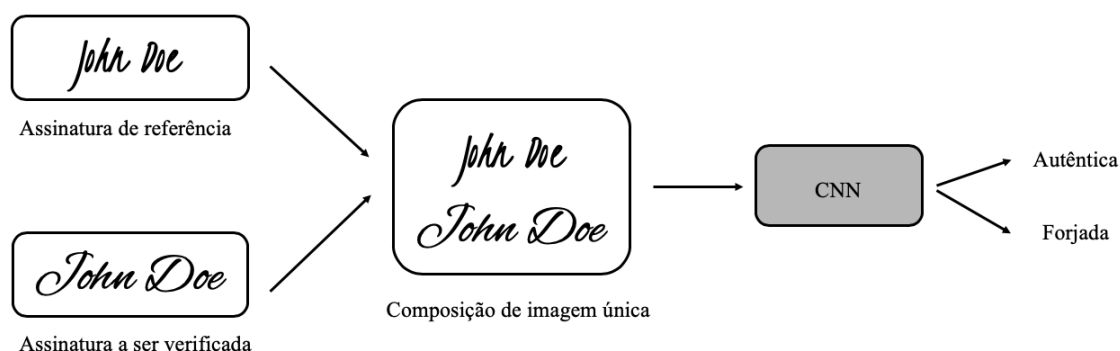 John Doe
Assinatura de referência
John Doe
Assinatura a ser verificada
John Doe
John Doe
Composição de imagem única
CNN
Autêntica
Forjada